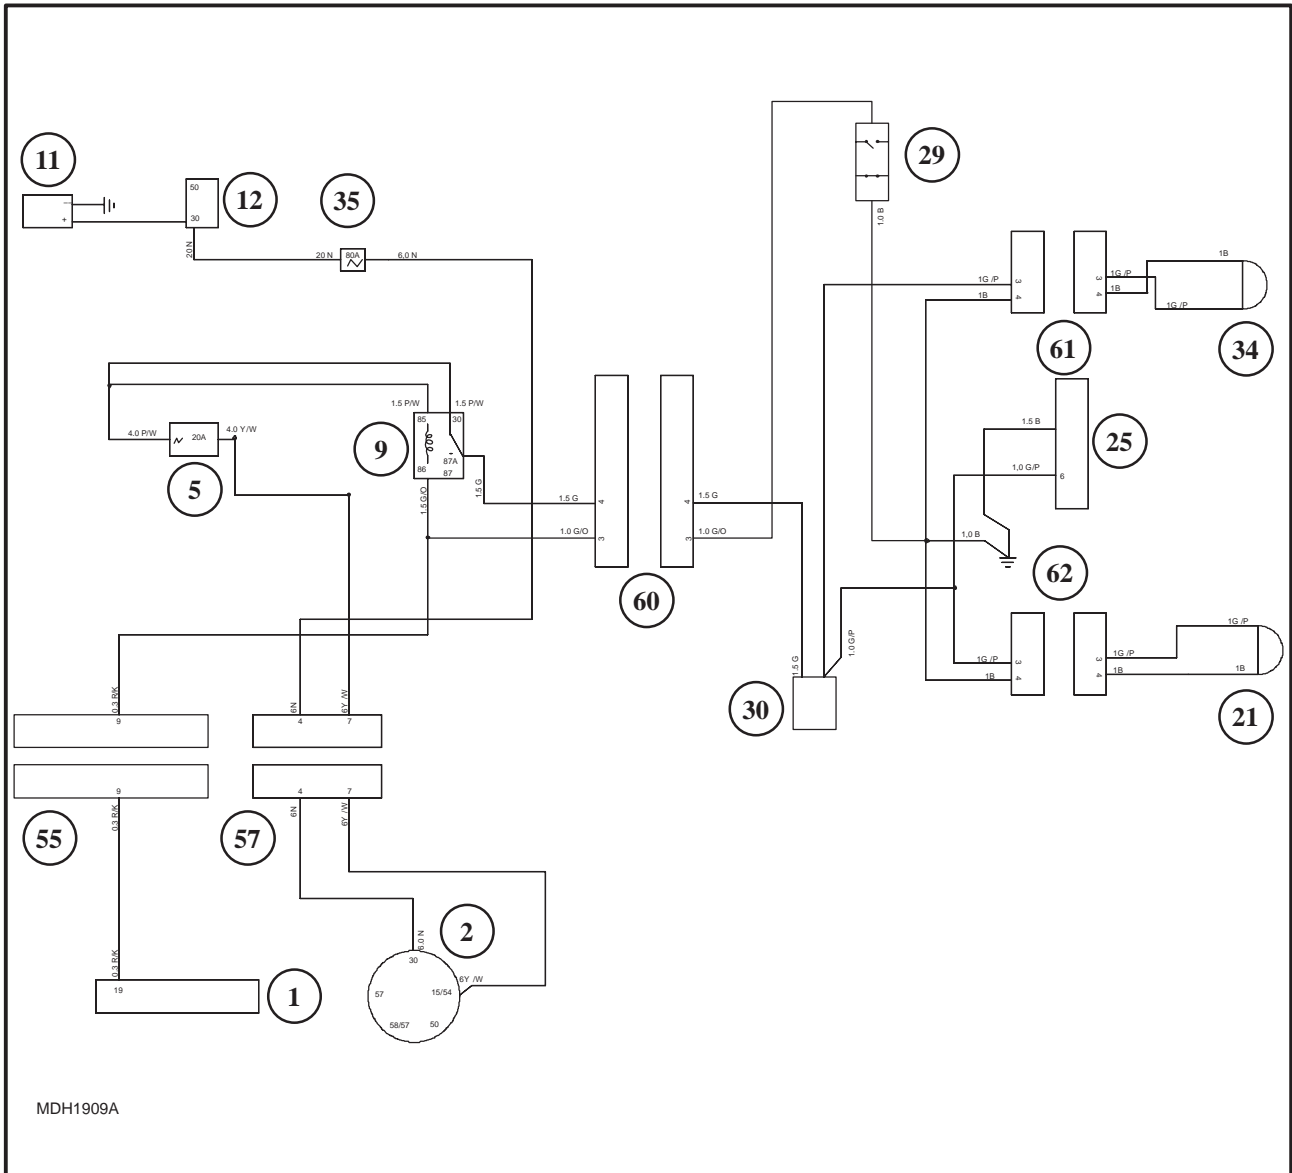 11
12
35
29
50
30
– +
20 N
20 N
80A
6,0 N
1.0 B
1G /P
3
1B
4
3
1G /P
4
1B
1B
1G /P
61
34
1.5 P/W
1.5 P/W
4.0 P/W
20A
4.0 Y/W
5
9
85
30
86
87A
87
1.5 G/O
1.5 G
1.5 G
4
1.0 G/O
3
4
1.5 G
3
1.0 G/O
60
1.5 B
1,0 G/P
6
25
1,0 B
62
1.0 G/P
1.5 G
30
1G /P
3
1B
4
3
1G /P
4
1B
1G /P
1B
21
0.3 R/K
9
6N
4
6Y /W
7
9
0.3 R/K
4
6N
7
6Y /W
55
57
2
6.0 N
30
6Y /W
57
15/54
58/57
50
0.3 R/K
19
1
MDH1909A